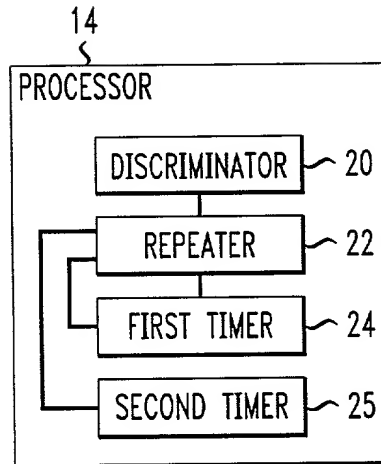 14
PROCESSOR
DISCRIMINATOR 20
REPEATER 22
FIRST TIMER 24
SECOND TIMER 25